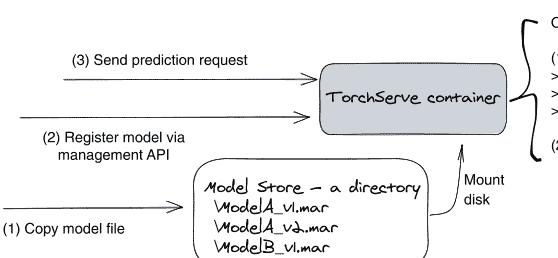 (3) Send prediction request
TorchServe container
(2) Register model via
management API
Model Store – a directory
ModelA_v1.mar
ModelA_v2.mar
ModelB_v1.mar
Mount
disk
(1) Copy model file
(
>
>
>
(2